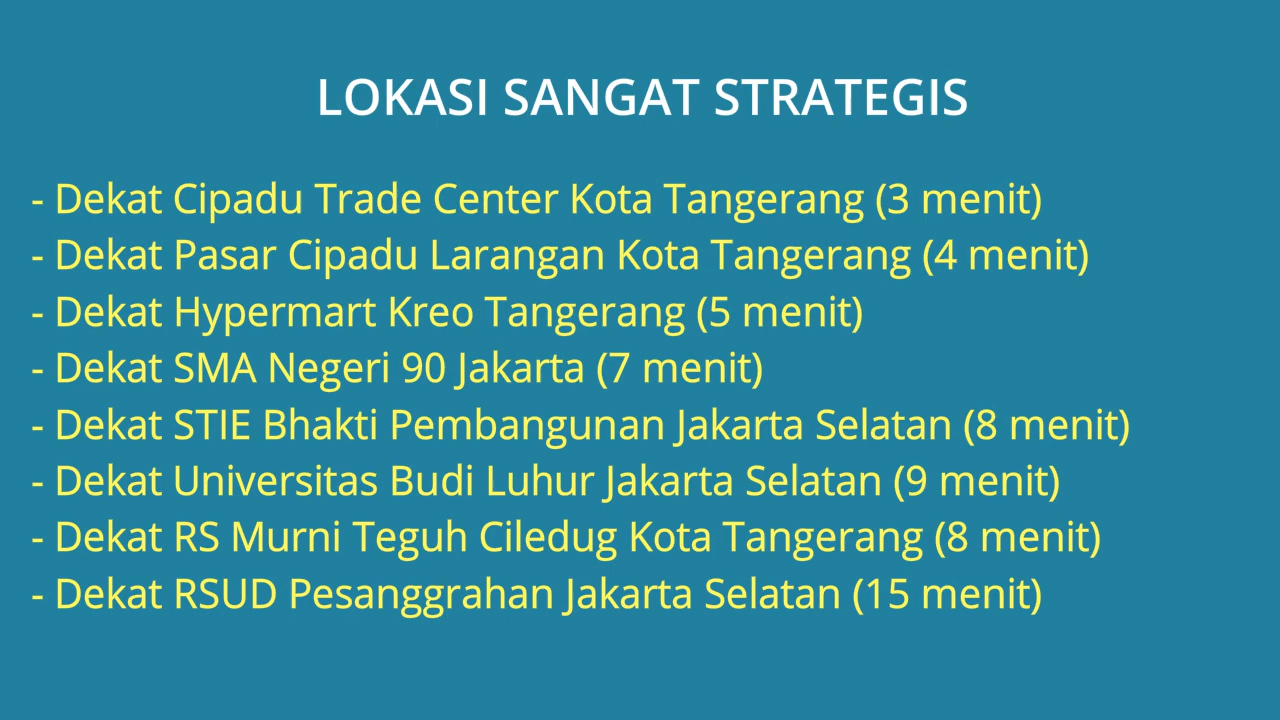 LOKASI SANGAT STRATEGIS
- Dekat Cipadu Trade Center Kota Tangerang (3 menit)
- Dekat Pasar Cipadu Larangan Kota Tangerang (4 menit)
- Dekat Hypermart Kreo Tangerang (5 menit)
- Dekat SMA Negeri 90 Jakarta (7 menit)
- Dekat STIE Bhakti Pembangunan Jakarta Selatan (8 menit)
- Dekat Universitas Budi Luhur Jakarta Selatan (9 menit)
- Dekat RS Murni Teguh Ciledug Kota Tangerang (8 menit)
- Dekat RSUD Pesanggrahan Jakarta Selatan (15 menit)